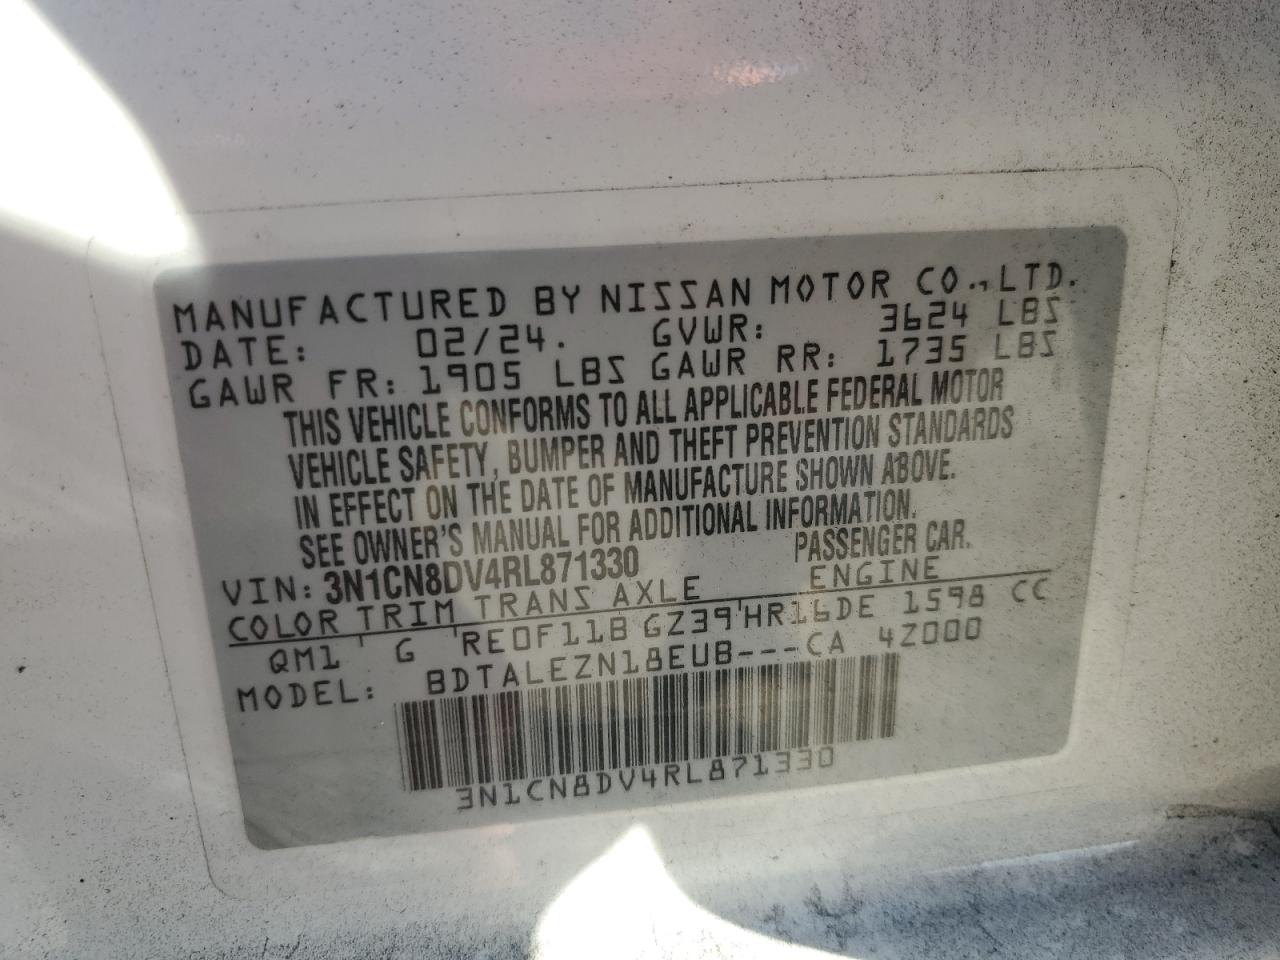 MANUFACTURED BY NISSAN MOTOR CO., LTD.
DATE: 02/24. GVWR: 3624 LBS
GAWR FR: 1905 LBS GAWR RR: 1735 LBS
THIS VEHICLE CONFORMS TO ALL APPLICABLE FEDERAL MOTOR
VEHICLE SAFETY, BUMPER AND THEFT PREVENTION STANDARDS
IN EFFECT ON THE DATE OF MANUFACTURE SHOWN ABOVE.
SEE OWNER'S MANUAL FOR ADDITIONAL INFORMATION.
VIN: 3N1CN8DV4RL871330 PASSENGER CAR.
COLOR TRIM TRANS AXLE ENGINE
QM1 G RE0F11B GZ39 HR16DE 1598 CC
MODEL: BDTALEZN18EUB---CA 4Z000
3N1CN8DV4RL871330